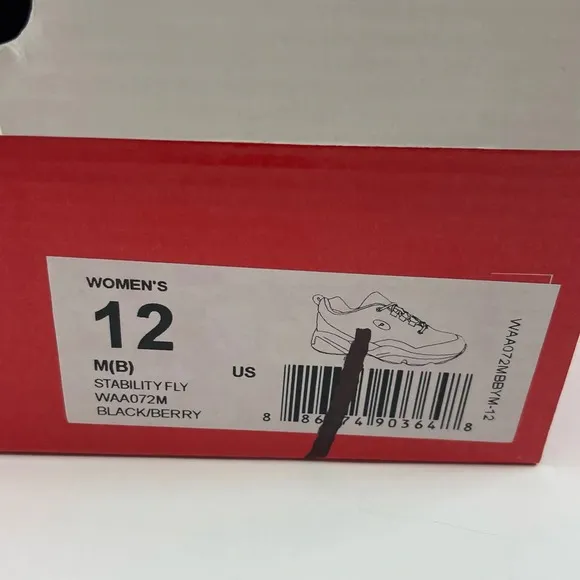 WOMEN'S
12
M(B)
STABILITY FLY
WAA072M
BLACK/BERRY
US
WAA072MBBYM-12